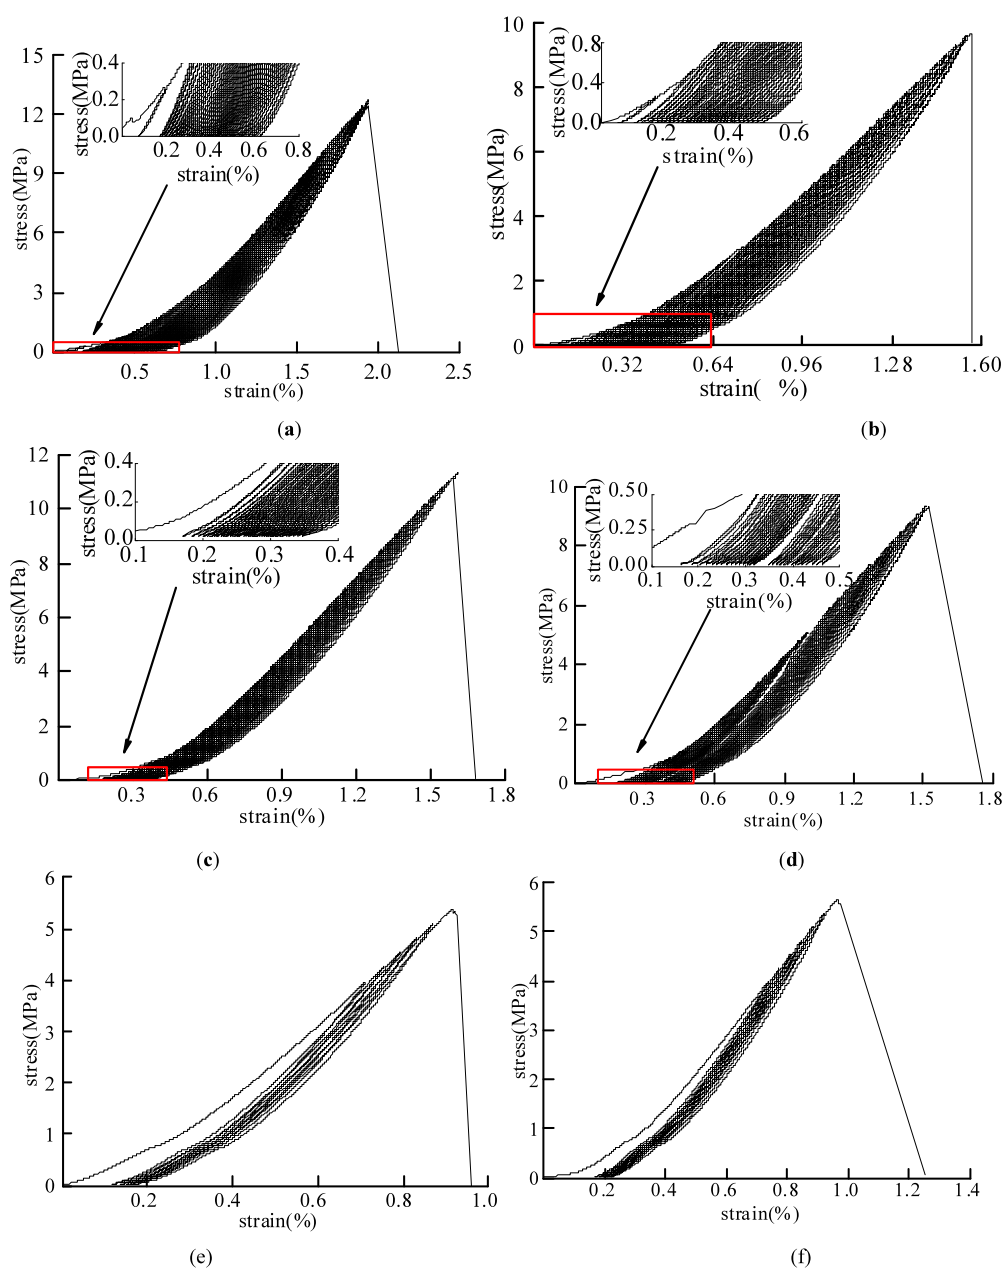 15
12
9
6
3
0
stress(MPa)
0.4
0.2
0.0
stress(MPa)
0.2 0.4 0.6 0.8
strain(%)
0.5 1.0 1.5 2.0 2.5
strain(%)
(a)
10
8
6
4
2
0
stress(MPa)
0.8
0.4
0.0
stress(MPa)
0.2 0.4 0.6
strain(%)
0.32 0.64 0.96 1.28 1.60
strain( %)
(b)
12
10
8
6
4
2
0
stress(MPa)
0.4
0.2
0.0
stress(MPa)
0.1 0.2 0.3 0.4
strain(%)
0.3 0.6 0.9 1.2 1.5 1.8
strain(%)
(c)
10
8
6
4
2
0
stress(MPa)
0.50
0.25
0.00
stress(MPa)
0.1 0.2 0.3 0.4 0.5
strain(%)
0.3 0.6 0.9 1.2 1.5 1.8
strain(%)
(d)
6
5
4
3
2
1
0
stress(MPa)
0.2 0.4 0.6 0.8 1.0
strain(%)
(e)
6
5
4
3
2
1
0
stress(MPa)
0.2 0.4 0.6 0.8 1.0 1.2 1.4
strain(%)
(f)